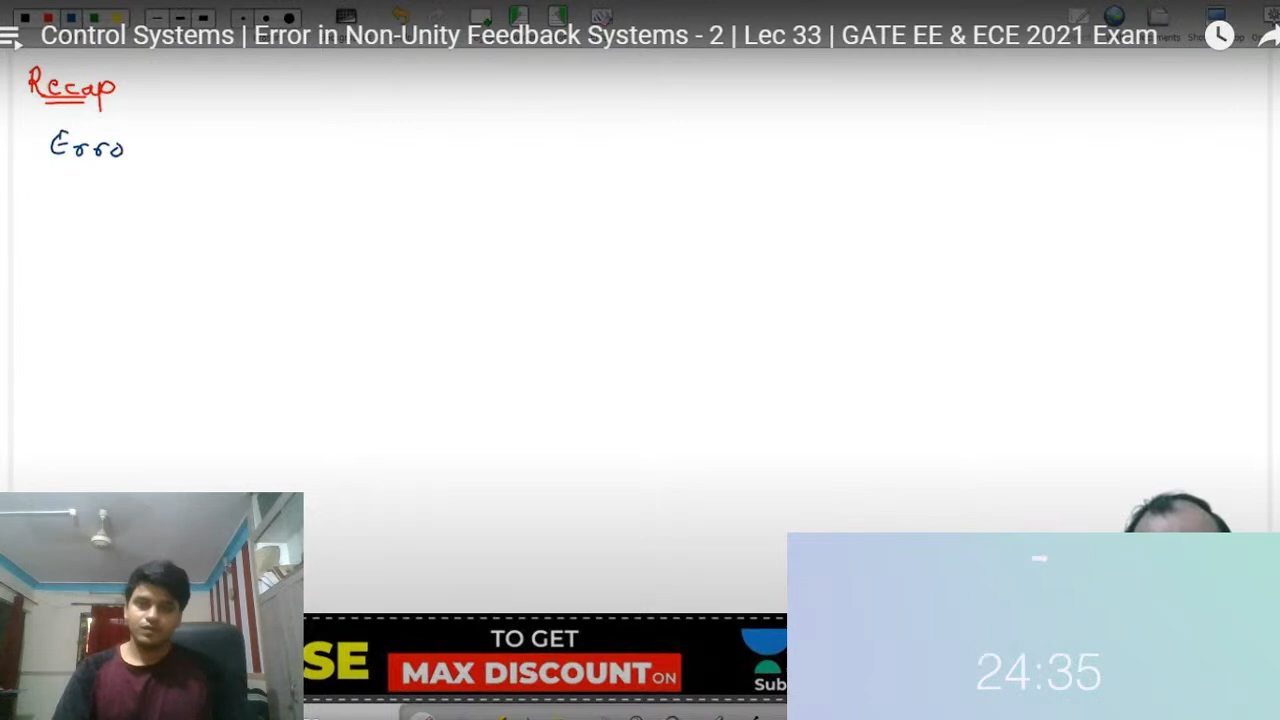 Control Systems | Error in Non-Unity Feedback Systems - 2 | Lec 33 | GATE EE & ECE 2021 Exam
Recap
Erro
SE
TO GET
MAX DISCOUNT ON
Sub
24:35